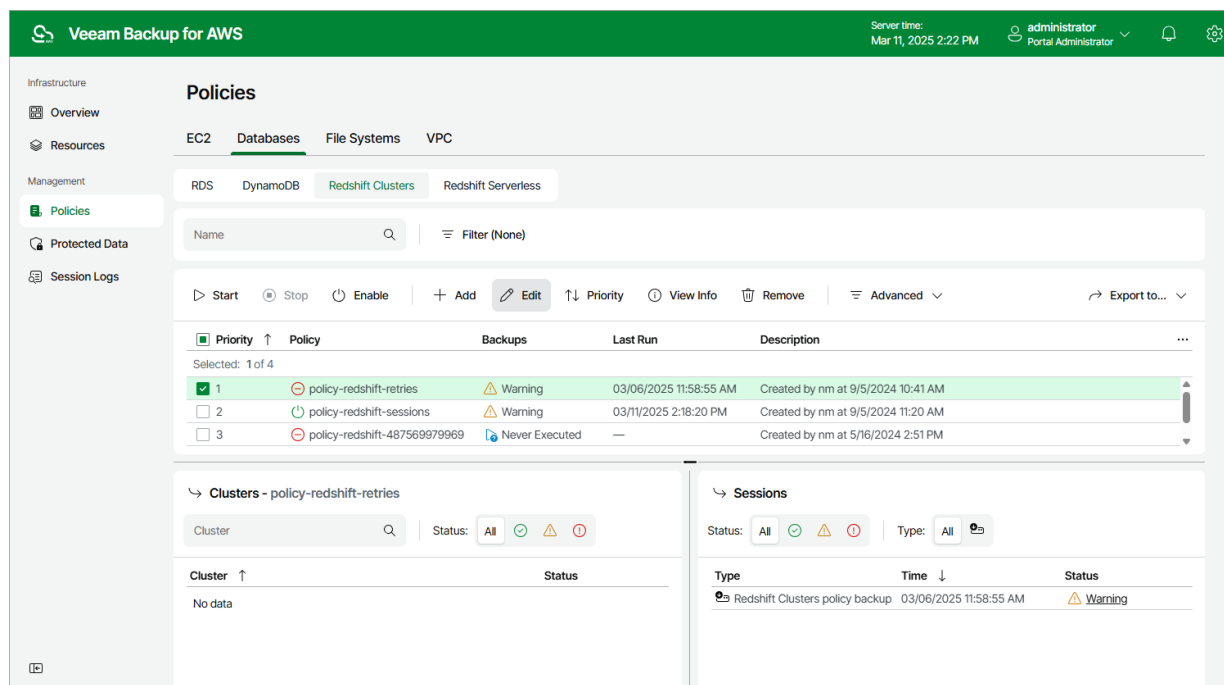 Veeam Backup for AWS
Server time:
Mar 11, 2025 2:22 PM
administrator
Portal Administrator
Infrastructure
Overview
Resources
Management
Policies
Protected Data
Session Logs
Policies
EC2 Databases File Systems VPC
RDS DynamoDB Redshift Clusters Redshift Serverless
Name Filter (None)
Start Stop Enable Add Edit Priority View Info Remove Advanced Export to...
Priority Policy Backups Last Run Description
Selected: 1 of 4
1 policy-redshift-retries Warning 03/06/2025 11:58:55 AM Created by nm at 9/5/2024 10:41 AM
2 policy-redshift-sessions Warning 03/11/2025 2:18:20 PM Created by nm at 9/5/2024 11:20 AM
3 policy-redshift-487569979969 Never Executed — Created by nm at 5/16/2024 2:51 PM
Clusters - policy-redshift-retries
Cluster Status: All
Cluster Status
No data
Sessions
Status: All Type: All
Type Time Status
Redshift Clusters policy backup 03/06/2025 11:58:55 AM Warning